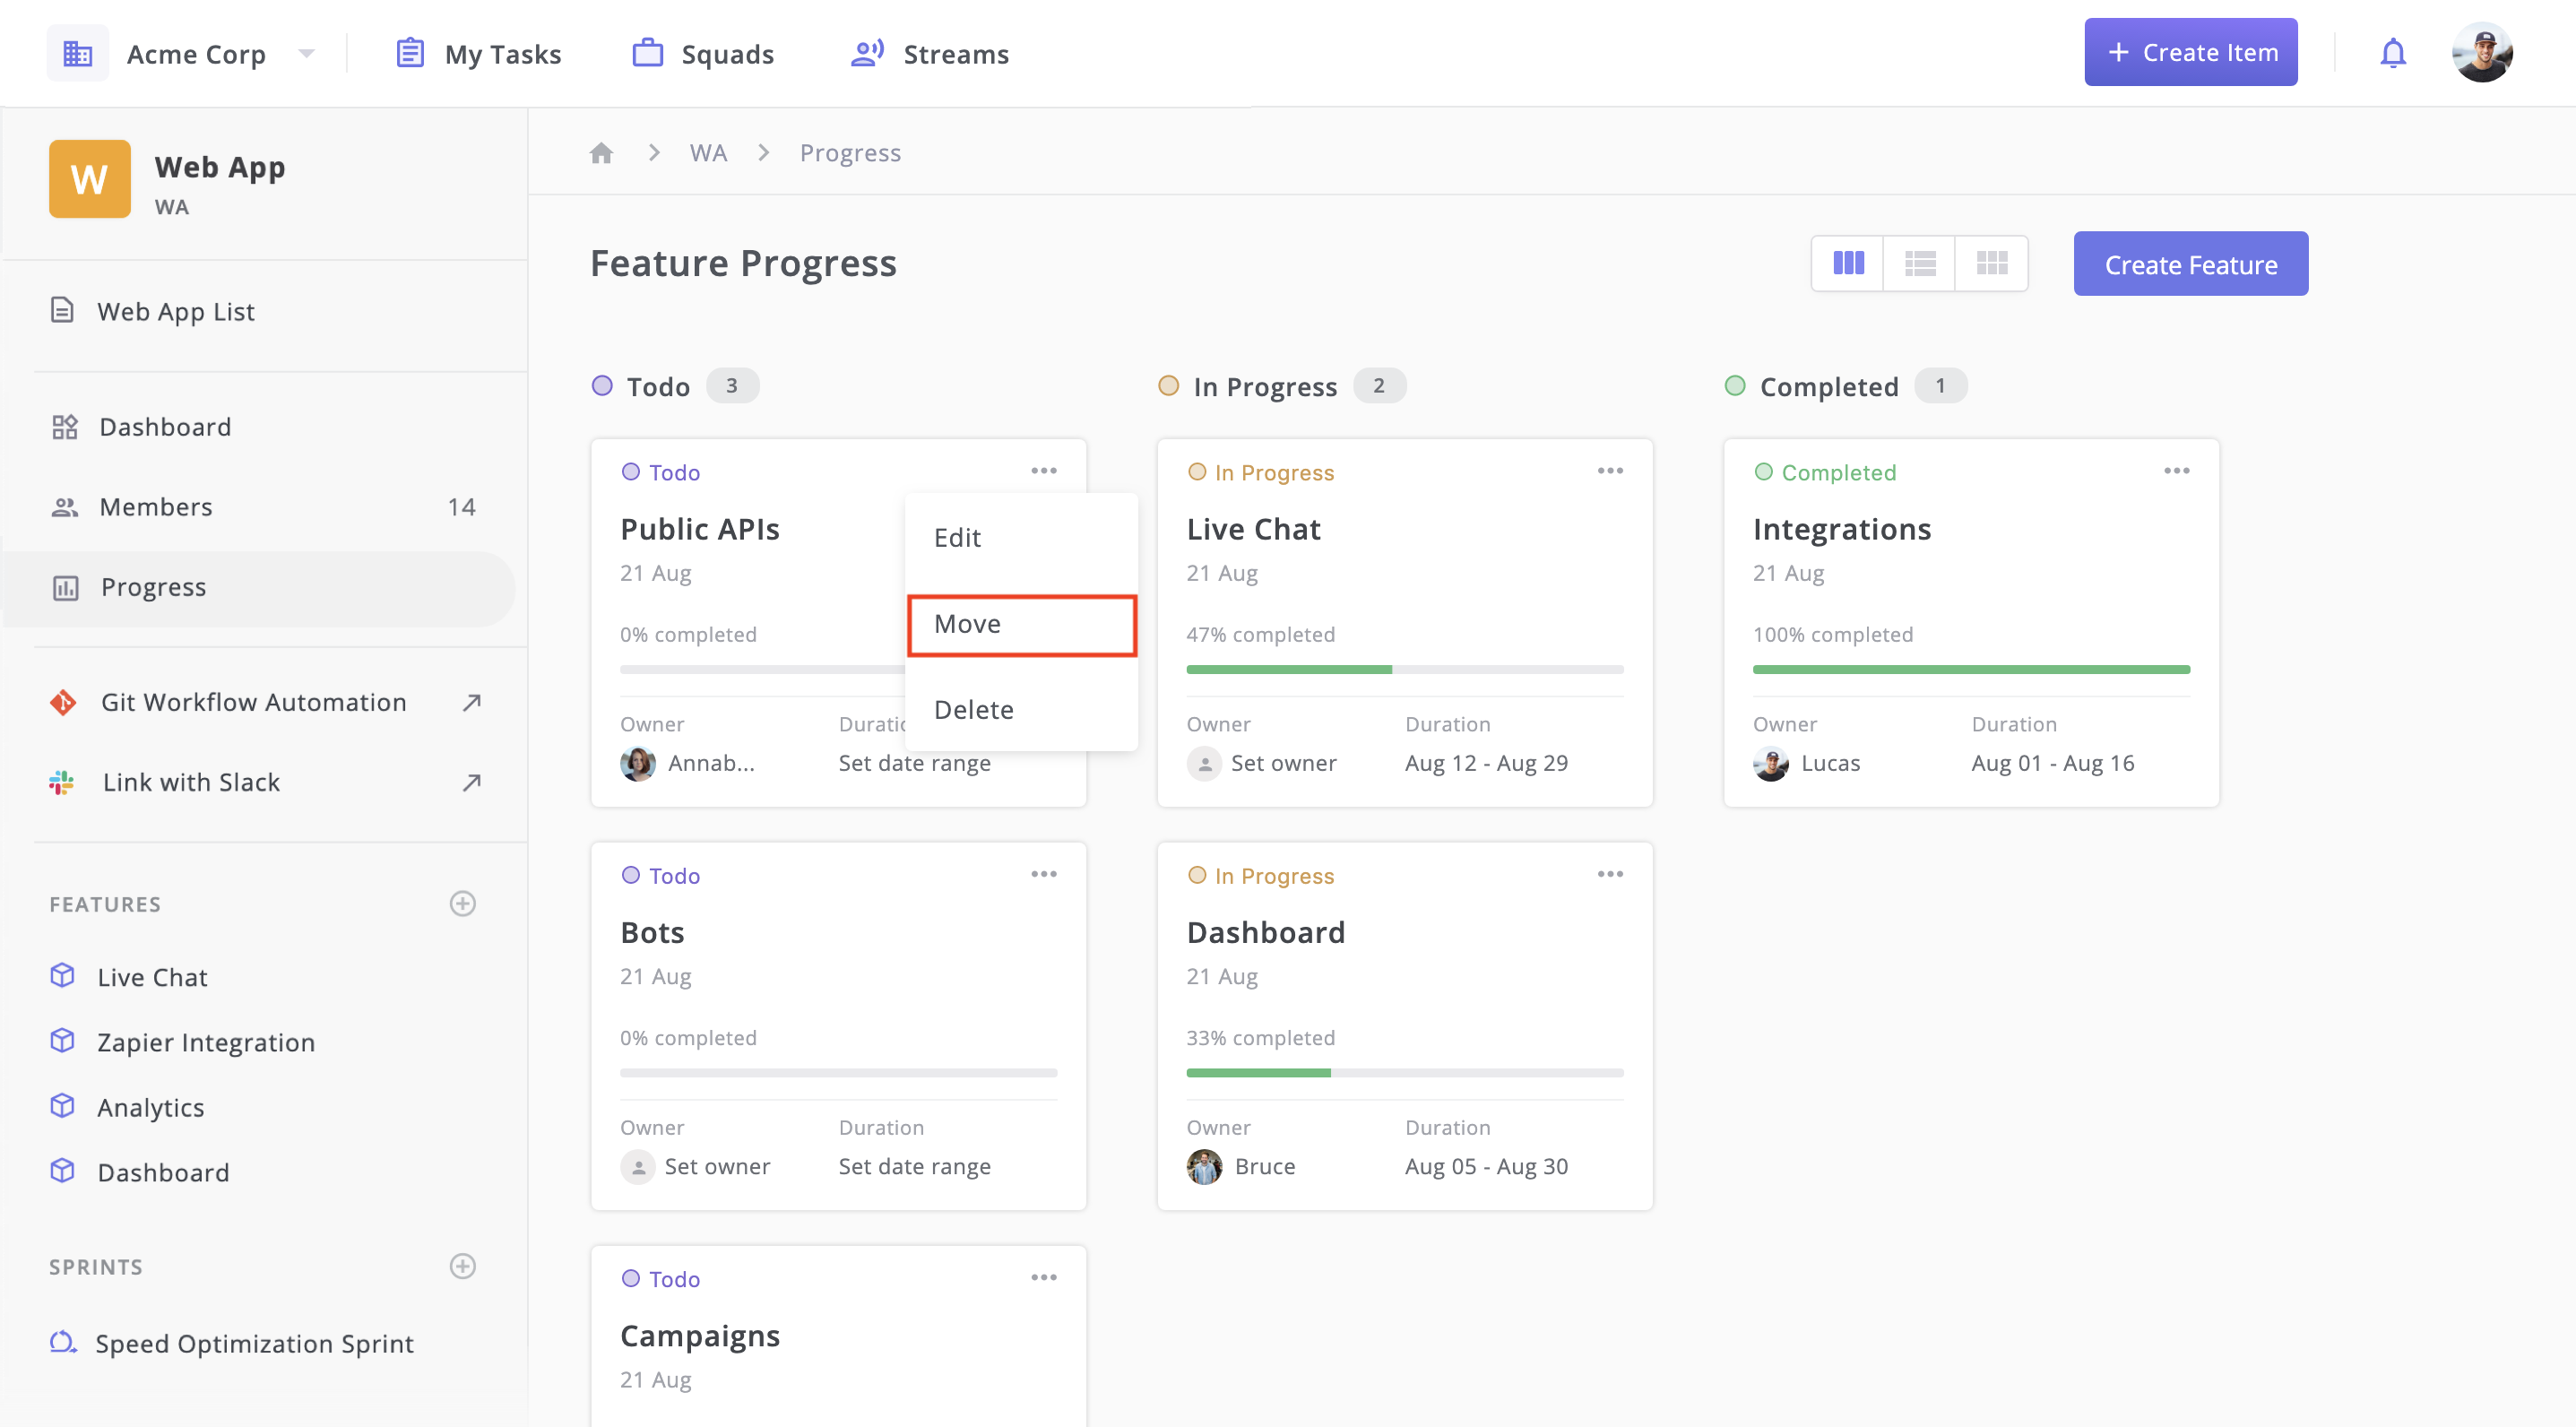 Acme Corp
My Tasks
Squads
Streams
+ Create Item
W
Web App
WA
Web App List
Dashboard
Members 14
Progress
Git Workflow Automation
Link with Slack
FEATURES
Live Chat
Zapier Integration
Analytics
Dashboard
SPRINTS
Speed Optimization Sprint
WA
Progress
Feature Progress
Create Feature
Todo 3
Todo
Public APIs
21 Aug
0% completed
Owner
Annab...
Set date range
Edit
Move
Delete
Todo
Bots
21 Aug
0% completed
Owner Duration
Set owner Set date range
Todo
Campaigns
21 Aug
In Progress 2
In Progress
Live Chat
21 Aug
47% completed
Owner Duration
Set owner Aug 12 - Aug 29
In Progress
Dashboard
21 Aug
33% completed
Owner Duration
Bruce Aug 05 - Aug 30
Completed 1
Completed
Integrations
21 Aug
100% completed
Owner Duration
Lucas Aug 01 - Aug 16